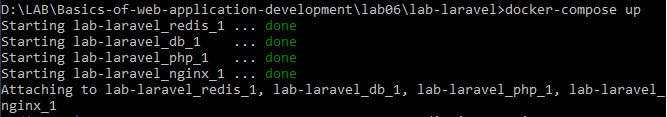 D:\LAB\Basics-of-web-application-development\lab06\lab-laravel>docker-compose up
Starting lab-laravel_redis_1 ... done
Starting lab-laravel_db_1    ... done
Starting lab-laravel_php_1   ... done
Starting lab-laravel_nginx_1 ... done
Attaching to lab-laravel_redis_1, lab-laravel_db_1, lab-laravel_php_1, lab-laravel_
nginx_1